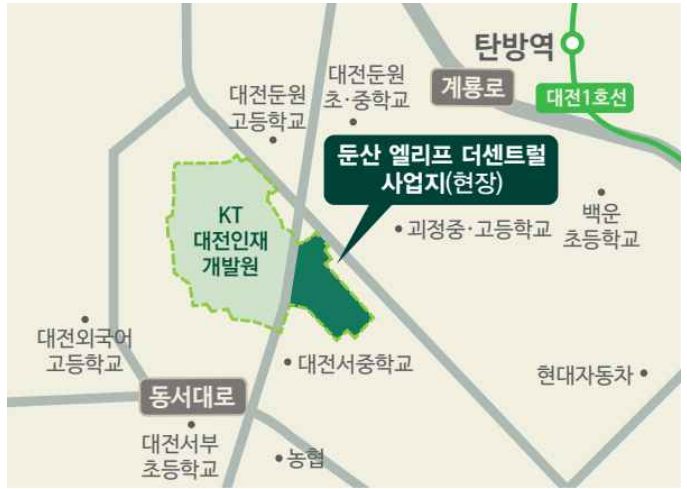 탄방역
대전둔원
초·중학교
계룡로
대전1호선
대전둔원
고등학교
둔산 엘리프 더센트럴
사업지(현장)
KT
대전인재
개발원
괴정중·고등학교
백운
초등학교
대전외국어
고등학교
대전서중학교
현대자동차
동서대로
대전서부
초등학교
농협